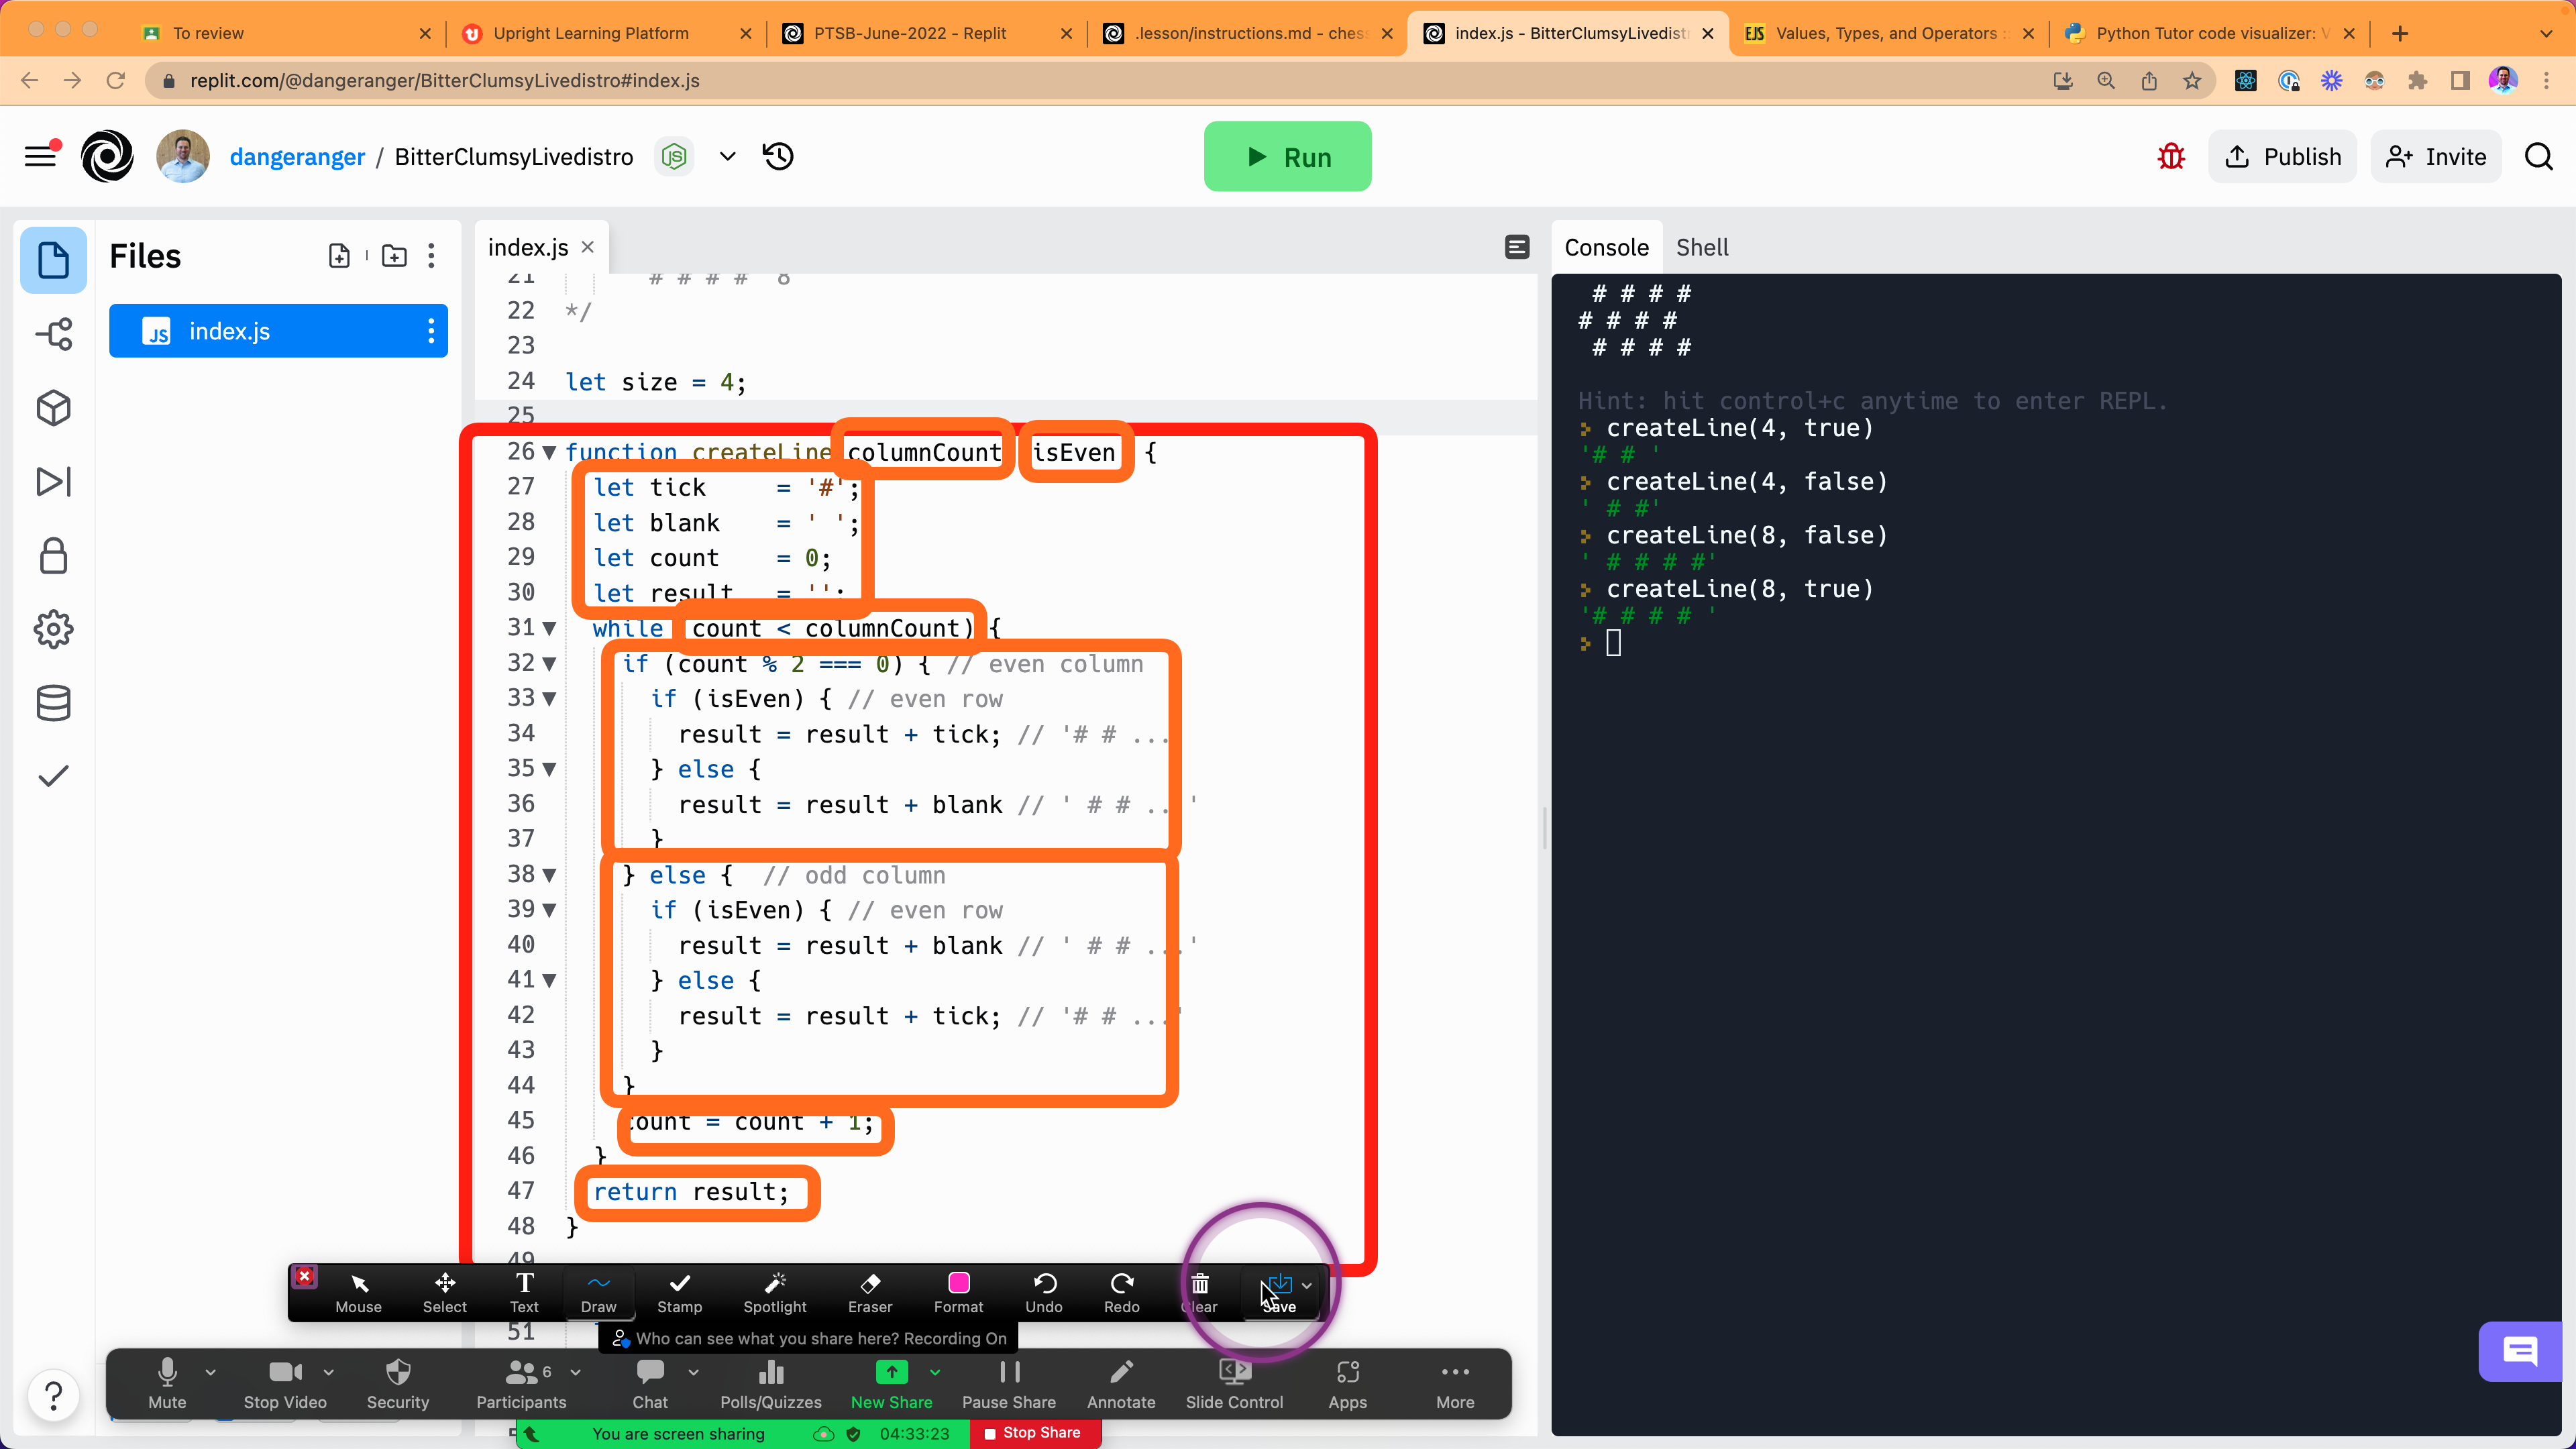 To review
Upright Learning Platform
PTSB-June-2022 - Replit
.lesson/instructions.md - chess
index.js - BitterClumsyLivedist
EJS Values, Types, and Operators ::
Python Tutor code visualizer: V
replit.com/@dangeranger/BitterClumsyLivedistro#index.js
dangeranger / BitterClumsyLivedistro
Run
Publish
Invite
Files
JS index.js
index.js
Console
Shell
21 # # # # 8
22 */
23
24 let size = 4;
25
26 function createLine columnCount isEven {
27 let tick = '#';
28 let blank = ' ';
29 let count = 0;
30 let result = '';
31 while count < columnCount) {
32 if (count % 2 === 0) { // even column
33 if (isEven) { // even row
34 result = result + tick; // '# # ...
35 } else {
36 result = result + blank // ' # # .. '
37 }
38 } else { // odd column
39 if (isEven) { // even row
40 result = result + blank // ' # # ...'
41 } else {
42 result = result + tick; // '# # ...'
43 }
44 }
45 count = count + 1;
46 }
47 return result;
48 }
49
51
# # # #
# # # #
# # # #
Hint: hit control+c anytime to enter REPL.
createLine(4, true)
'# # '
createLine(4, false)
' # #'
createLine(8, false)
' # # # #'
createLine(8, true)
'# # # # '
Mouse
Select
Text
Draw
Stamp
Spotlight
Eraser
Format
Undo
Redo
Clear
Save
Who can see what you share here? Recording On
Mute
Stop Video
Security
6
Participants
Chat
Polls/Quizzes
New Share
Pause Share
Annotate
Slide Control
Apps
More
You are screen sharing
04:33:23
Stop Share